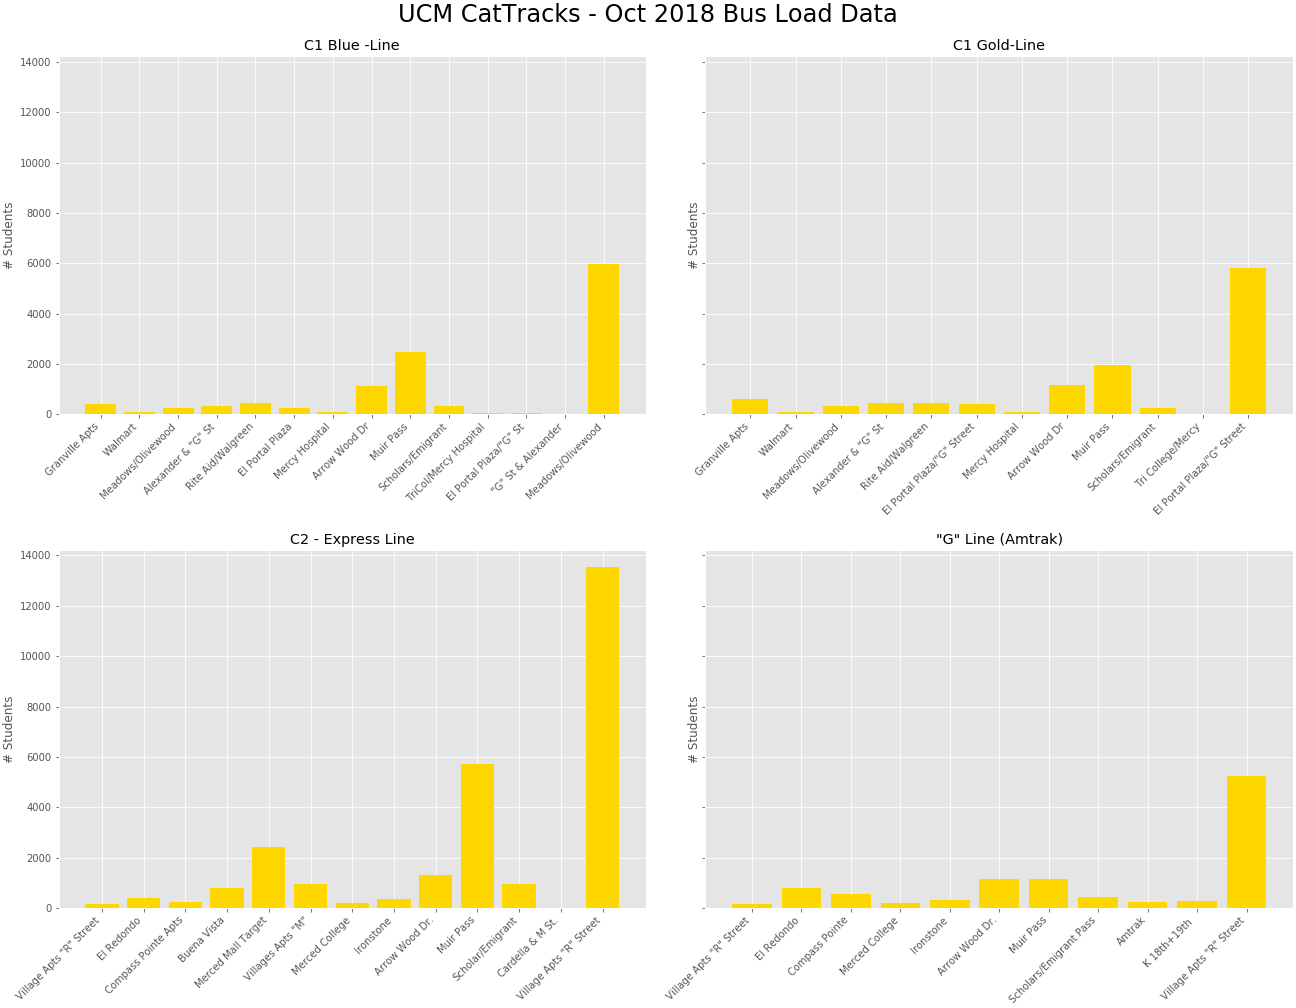 UCM CatTracks - Oct 2018 Bus Load Data
C1 Blue -Line
# Students
14000
12000
10000
8000
6000
4000
2000
0
Granville Apts
Walmart
Meadows/Olivewood
Alexander & "G" St
Rite Aid/Walgreen
El Portal Plaza
Mercy Hospital
Arrow Wood Dr
Muir Pass
Scholars/Emigrant
TriCol/Mercy Hospital
El Portal Plaza/"G" St
"G" St & Alexander
Meadows/Olivewood
C1 Gold-Line
# Students
Granville Apts
Walmart
Meadows/Olivewood
Alexander & "G" St
Rite Aid/Walgreen
El Portal Plaza/"G" Street
Mercy Hospital
Arrow Wood Dr
Muir Pass
Scholars/Emigrant
Tri College/Mercy
El Portal Plaza/"G" Street
C2 - Express Line
# Students
14000
12000
10000
8000
6000
4000
2000
0
Village Apts "R" Street
El Redondo
Compass Pointe Apts
Buena Vista
Merced Mall Target
Villages Apts "M"
Merced College
Ironstone
Arrow Wood Dr.
Muir Pass
Scholar/Emigrant
Cardella & M St.
Village Apts "R" Street
"G" Line (Amtrak)
# Students
Village Apts "R" Street
El Redondo
Compass Pointe
Merced College
Ironstone
Arrow Wood Dr.
Muir Pass
Scholars/Emigrant Pass
Amtrak
K 18th+19th
Village Apts "R" Street